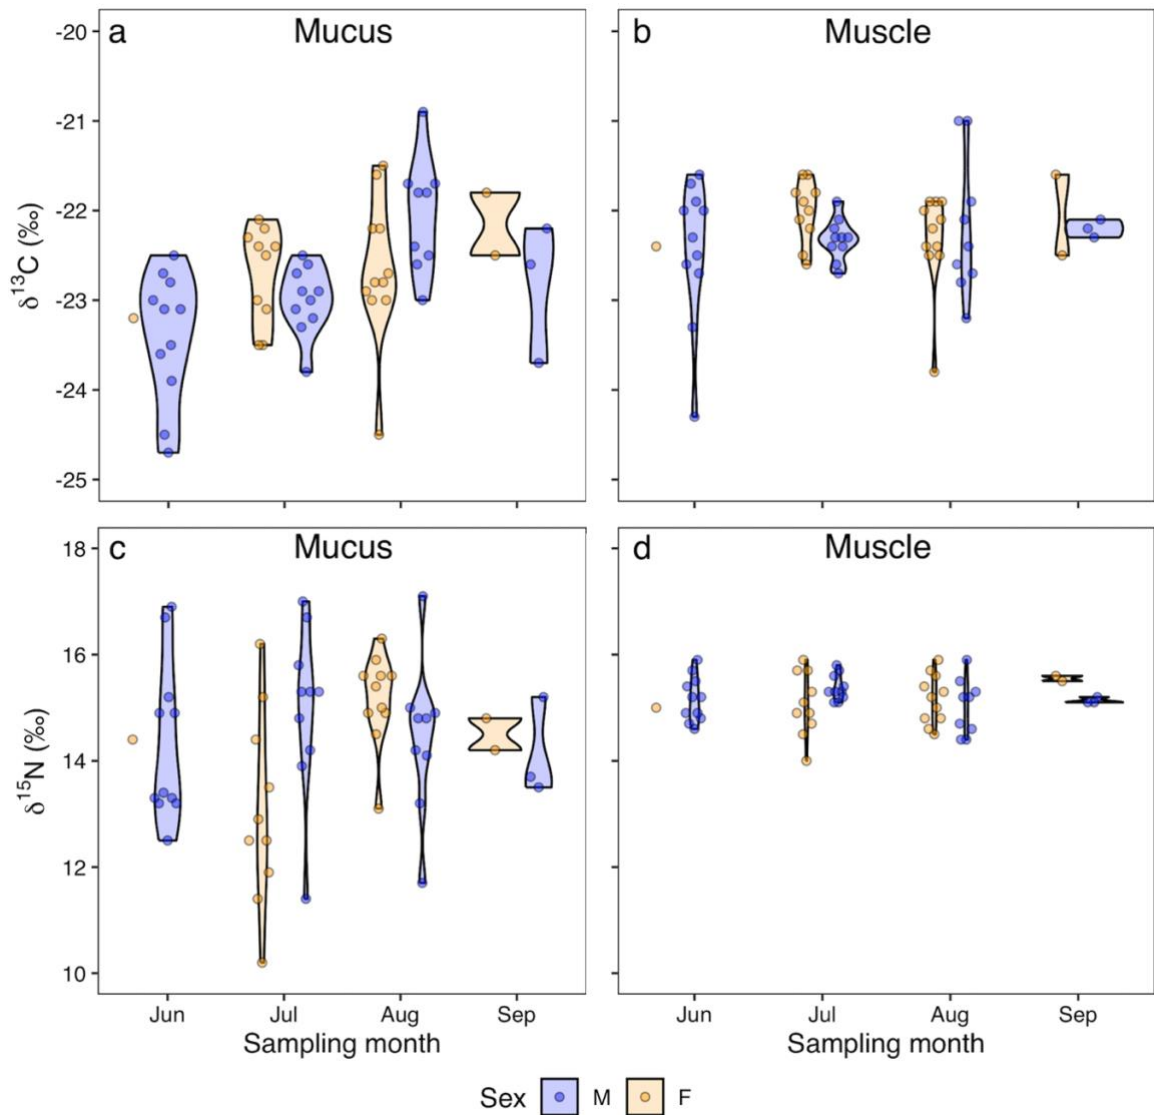 a Mucus
b Muscle
δ13C (‰)
-20
-21
-22
-23
-24
-25
c Mucus
d Muscle
δ15N (‰)
18
16
14
12
10
Jun Jul Aug Sep
Sampling month
Jun Jul Aug Sep
Sampling month
Sex M F